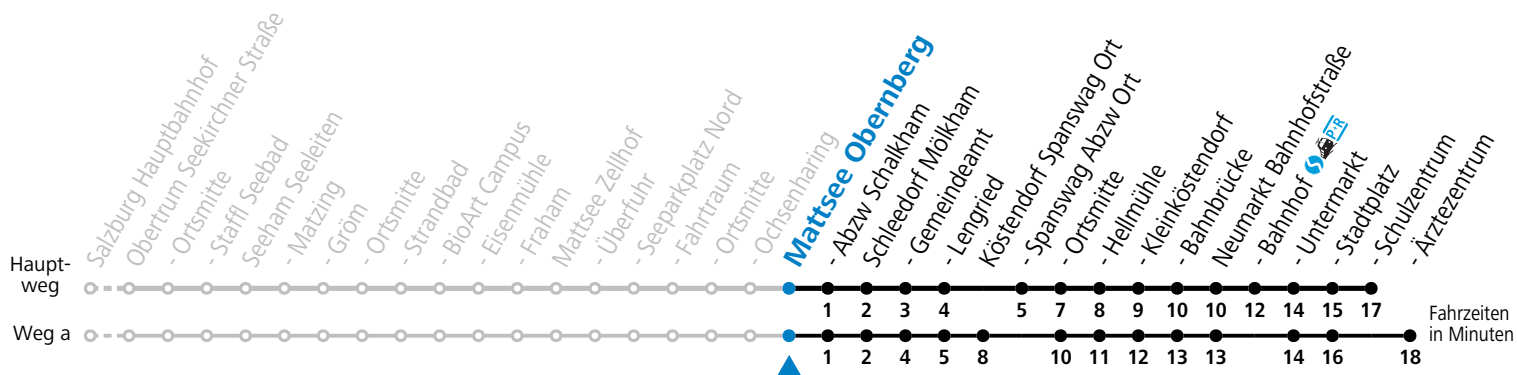 Salzburg Hauptbahnhof
Obertrum Seekirchner Straße
- Ortsmitte
- Staffl Seebad
Seeham Seeleiten
- Matzing
- Gröm
- Ortsmitte
- Strandbad
- BioArt Campus
- Eisenmühle
- Fraham
Mattsee Zellhof
- Überfuhr
- Seeparkplatz Nord
- Fahrtraum
- Ortsmitte
- Ochsenharing
Mattsee Obernberg
- Abzw Schalkham
Schleedorf Mölkham
- Gemeindeamt
- Lengried
Köstendorf Spanswag Ort
- Spanswag Abzw Ort
- Ortsmitte
- Hellmühle
- Kleinköstendorf
- Bahnbrücke
Neumarkt Bahnhofstraße
- Bahnhof S P+R
- Untermarkt
- Stadtplatz
- Schulzentrum
- Ärztezentrum
Haupt-
weg
1 2 3 4 5 7 8 9 10 10 12 14 15 17
Weg a
1 2 4 5 8 10 11 12 13 13 14 16 18
Fahrzeiten
in Minuten